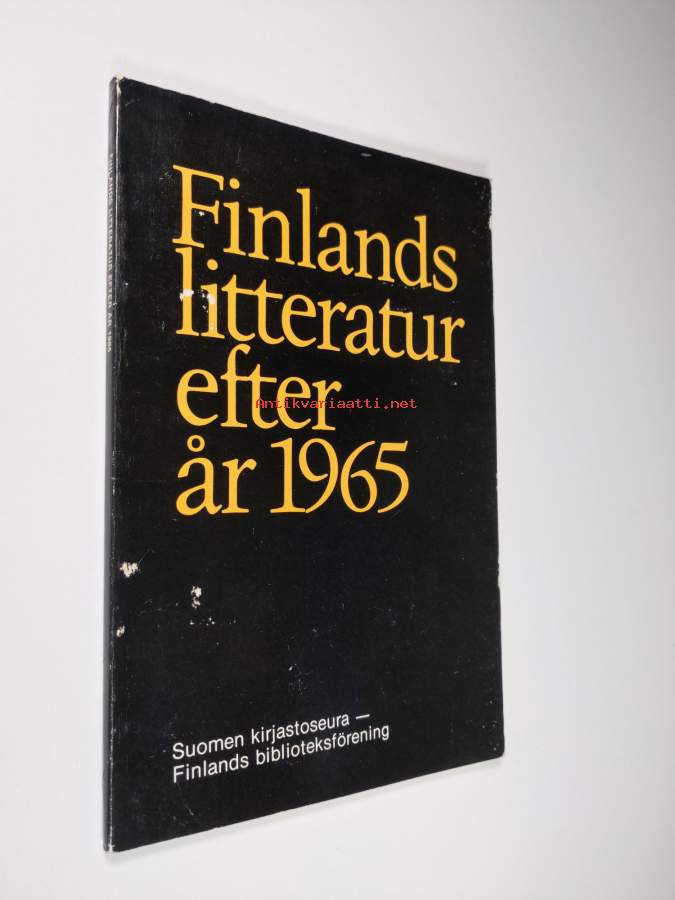 Finlands
litteratur
efter
år 1965
Suomen kirjastoseura —
Finlands biblioteksförening
FINLANDS LITTERATUR EFTER ÅR 1965
Antikvariaatti.net